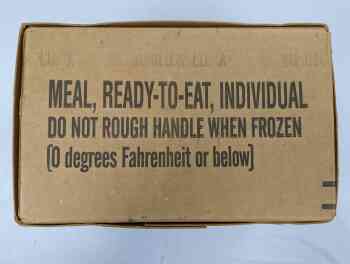 MEAL, READY-TO-EAT, INDIVIDUAL
DO NOT ROUGH HANDLE WHEN FROZEN
(0 degrees Fahrenheit or below)